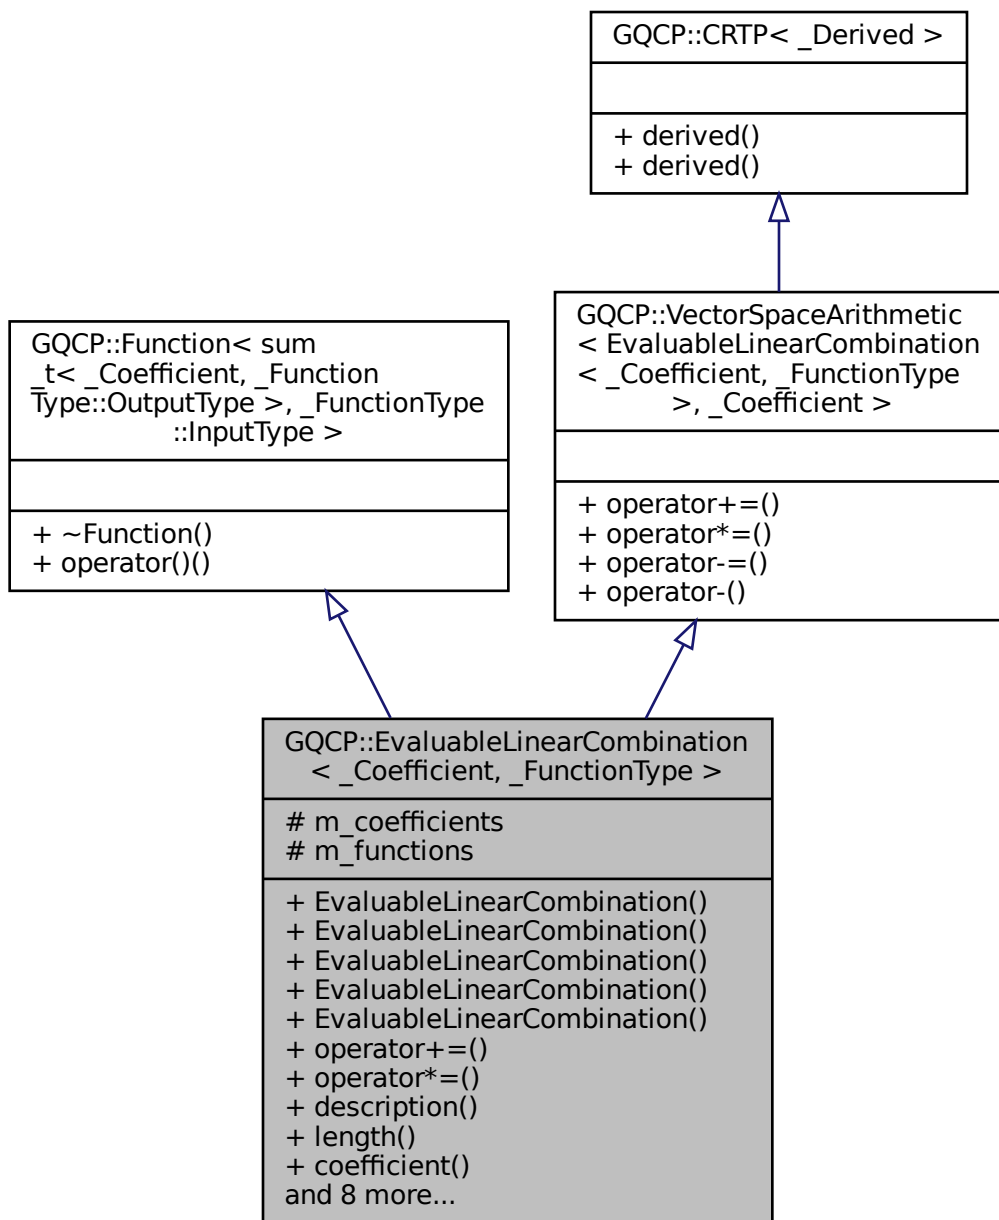 GQCP::CRTP< _Derived >
+ derived()
+ derived()
GQCP::Function< sum
_t< _Coefficient, _Function
Type::OutputType >, _FunctionType
::InputType >
+ ~Function()
+ operator()()
GQCP::VectorSpaceArithmetic
< EvaluableLinearCombination
< _Coefficient, _FunctionType
>, _Coefficient >
+ operator+=()
+ operator*=()
+ operator-=()
+ operator-()
GQCP::EvaluableLinearCombination
< _Coefficient, _FunctionType >
# m_coefficients
# m_functions
+ EvaluableLinearCombination()
+ EvaluableLinearCombination()
+ EvaluableLinearCombination()
+ EvaluableLinearCombination()
+ EvaluableLinearCombination()
+ operator+=()
+ operator*=()
+ description()
+ length()
+ coefficient()
and 8 more...